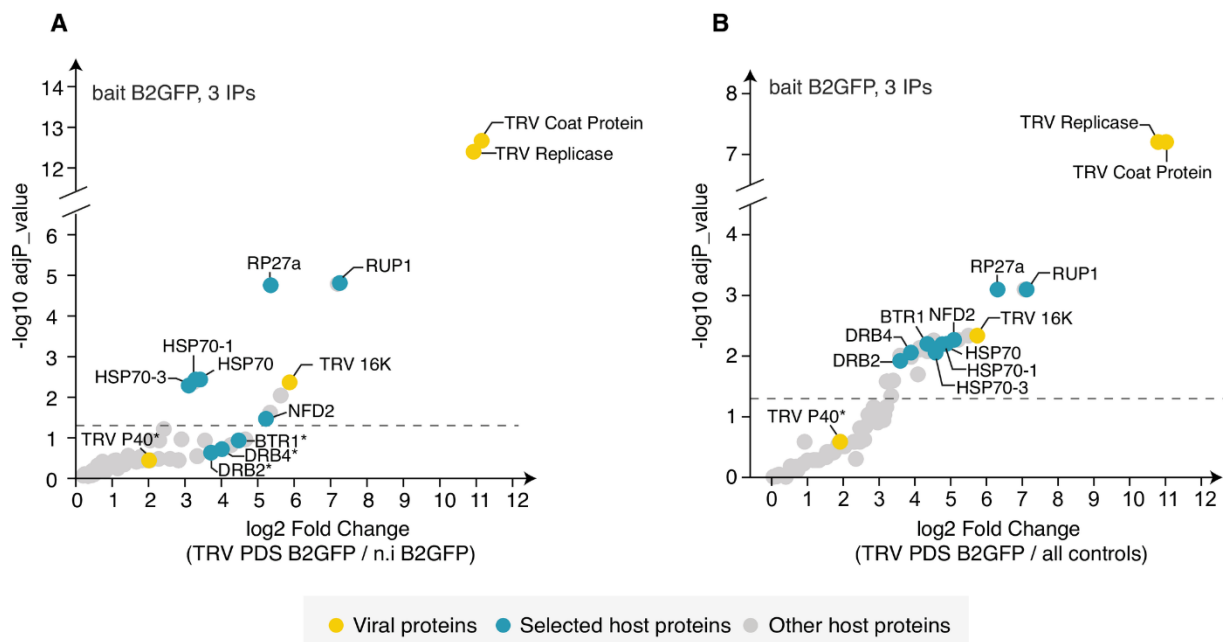 A
bait B2GFP, 3 IPs
-log10 adjP_value
14
13
12
6
5
4
3
2
1
0
TRV Coat Protein
TRV Replicase
RP27a
RUP1
HSP70-1
HSP70
HSP70-3
TRV 16K
NFD2
TRV P40*
BTR1*
DRB4*
DRB2*
0 1 2 3 4 5 6 7 8 9 10 11 12
log2 Fold Change
(TRV PDS B2GFP / n.i B2GFP)
B
bait B2GFP, 3 IPs
-log10 adjP_value
8
7
4
3
2
1
0
TRV Replicase
TRV Coat Protein
RP27a
RUP1
BTR1 NFD2
TRV 16K
DRB4
DRB2
HSP70
HSP70-1
HSP70-3
TRV P40*
0 1 2 3 4 5 6 7 8 9 10 11 12
log2 Fold Change
(TRV PDS B2GFP / all controls)
Viral proteins Selected host proteins Other host proteins